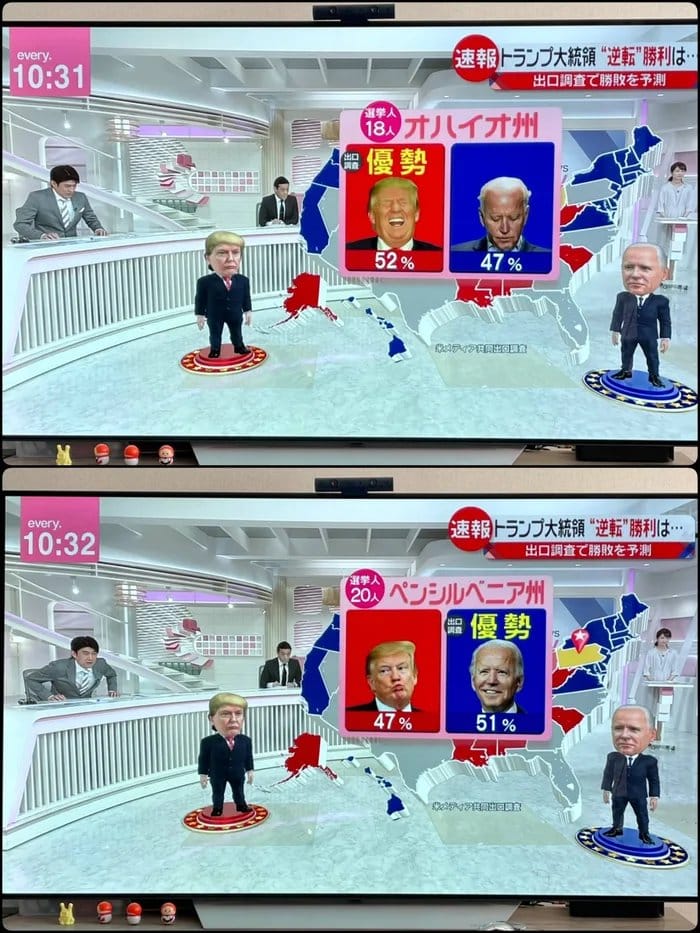 every.
10:31
速報 トランプ大統領 “逆転”勝利は…
出口調査で勝敗を予測
選挙人
18人
オハイオ州
出口
調査
優勢
52%
47%
※メディア共同出口調査
every.
10:32
速報 トランプ大統領 “逆転”勝利は…
出口調査で勝敗を予測
選挙人
20人
ペンシルベニア州
出口
調査
優勢
47%
51%
※メディア共同出口調査